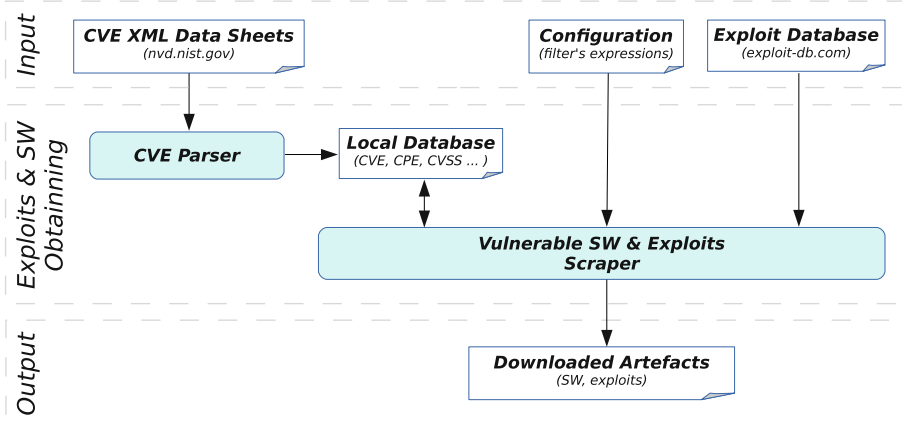 Input
CVE XML Data Sheets
(nvd.nist.gov)
Configuration
(filter's expressions)
Exploit Database
(exploit-db.com)
Exploits & SW
Obtainning
CVE Parser
Local Database
(CVE, CPE, CVSS ... )
Vulnerable SW & Exploits
Scraper
Output
Downloaded Artefacts
(SW, exploits)